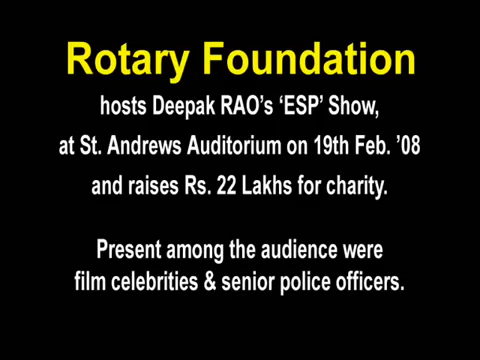 Rotary Foundation
hosts Deepak RAO’s ‘ESP’ Show,
at St. Andrews Auditorium on 19th Feb. ’08
and raises Rs. 22 Lakhs for charity.
Present among the audience were
film celebrities & senior police officers.